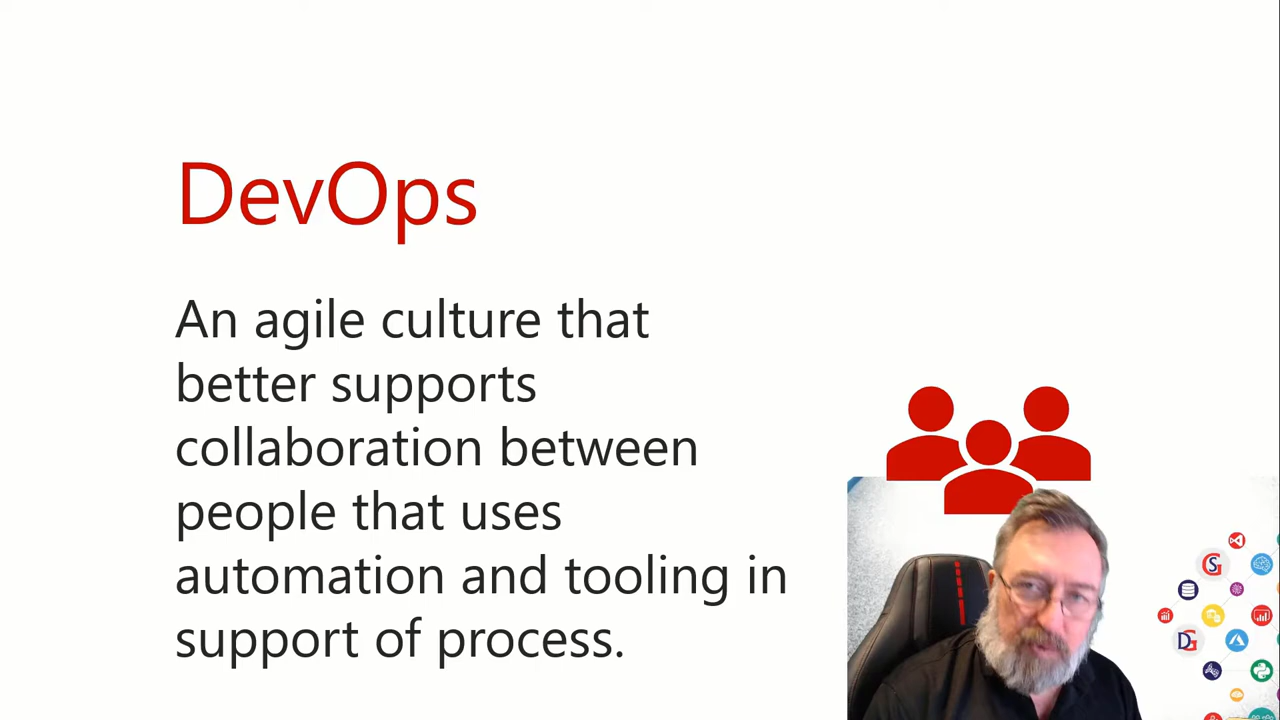 DevOps
An agile culture that
better supports
collaboration between
people that uses
automation and tooling in
support of process.